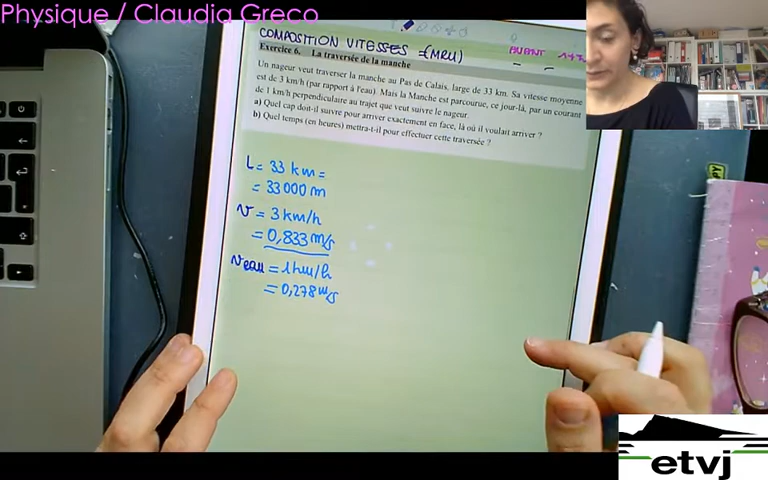 Physique / Claudia Greco
COMPOSITION VITESSES (MRU)
AVANT
Exercice 6. La traversée de la manche
Un nageur veut traverser la manche au Pas de Calais, large de 33 km. Sa vitesse moyenne
est de 3 km/h (par rapport à l'eau). Mais la Manche est parcourue, ce jour-là, par un courant
de 1 km/h perpendiculaire au trajet que veut suivre le nageur.
a) Quel cap doit-il suivre pour arriver exactement en face, là où il voulait arriver ?
b) Quel temps (en heures) mettra-t-il pour effectuer cette traversée ?
L = 33 km =
= 33000 m
v = 3 km/h
= 0,833 m/s
v eau = 1 km/h
= 0,278 m/s
etvj